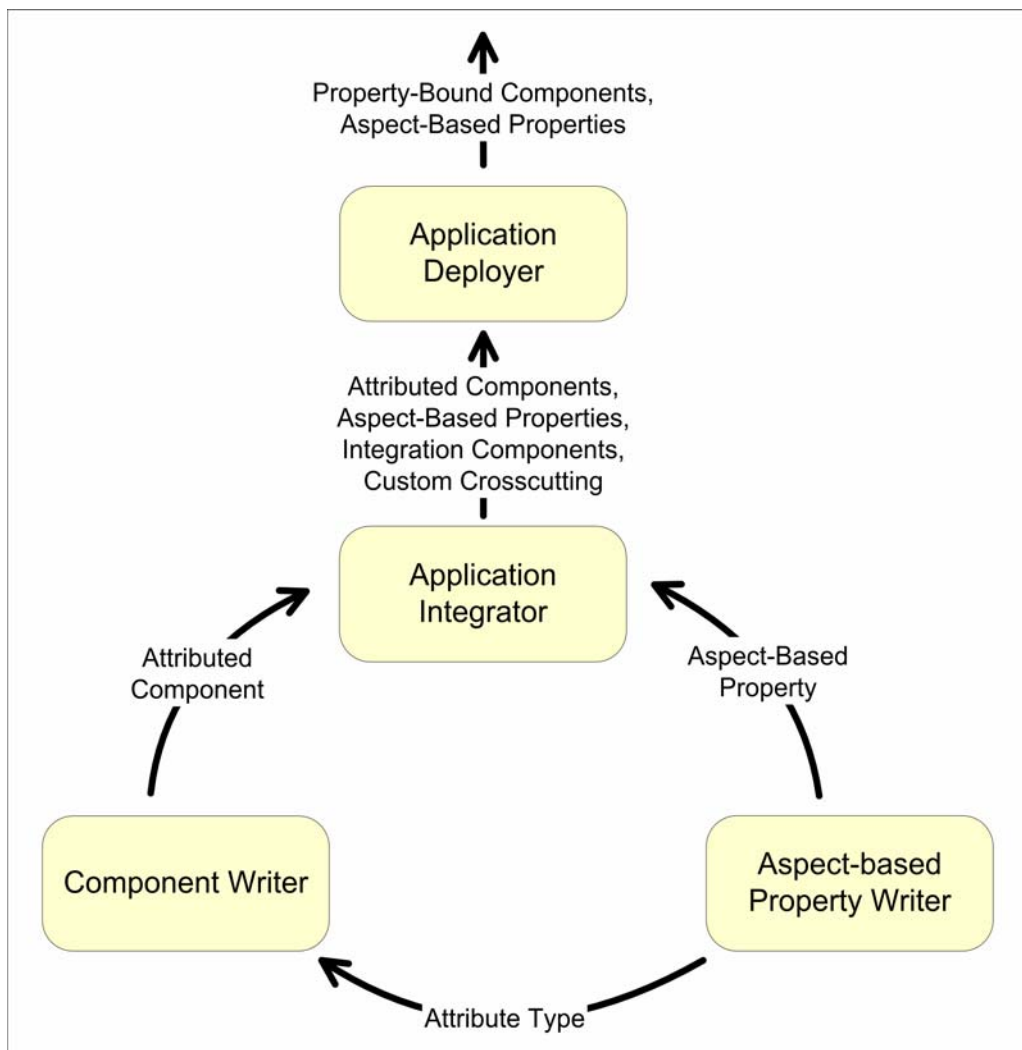 Property-Bound Components,
Aspect-Based Properties
Application
Deployer
Attributed Components,
Aspect-Based Properties,
Integration Components,
Custom Crosscutting
Application
Integrator
Attributed
Component
Aspect-Based
Property
Component Writer
Aspect-based
Property Writer
Attribute Type